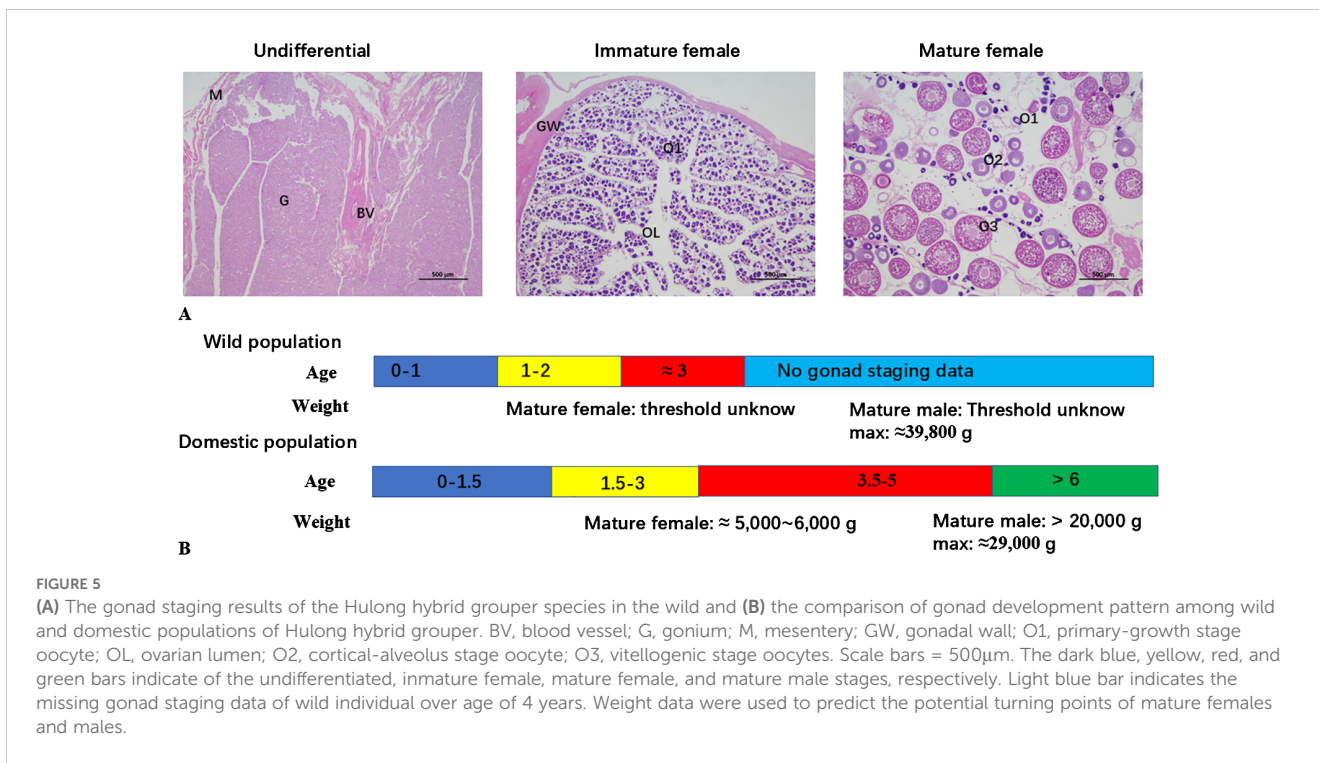 Undifferential
Immature female
Mature female
M
G
BV
500 μm
GW
O1
OL
500 μm
O1
O2
O3
500 μm
A
Wild population
Age
0-1
1-2
≈ 3
No gonad staging data
Weight
Mature female: threshold unknow
Mature male: Threshold unknow
max: ≈39,800 g
Domestic population
Age
0-1.5
1.5-3
3.5-5
> 6
Weight
Mature female: ≈ 5,000~6,000 g
Mature male: > 20,000 g
max: ≈29,000 g
B
FIGURE 5
(A) The gonad staging results of the Hulong hybrid grouper species in the wild and (B) the comparison of gonad development pattern among wild
and domestic populations of Hulong hybrid grouper. BV, blood vessel; G, gonium; M, mesentery; GW, gonadal wall; O1, primary-growth stage
oocyte; OL, ovarian lumen; O2, cortical-alveolus stage oocyte; O3, vitellogenic stage oocytes. Scale bars = 500μm. The dark blue, yellow, red, and
green bars indicate of the undifferentiated, inmature female, mature female, and mature male stages, respectively. Light blue bar indicates the
missing gonad staging data of wild individual over age of 4 years. Weight data were used to predict the potential turning points of mature females
and males.